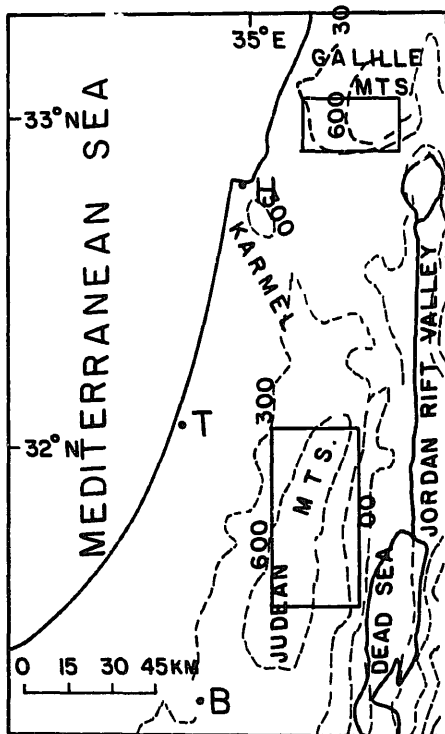 35°E
30
GALILLE
MTS.
33°N
600
MEDITERRANEAN SEA
H
300
KARMEL
JORDAN RIFT VALLEY
T
300
32°N
MTS.
00
600
JUDEAN
DEAD SEA
0 15 30 45KM
B